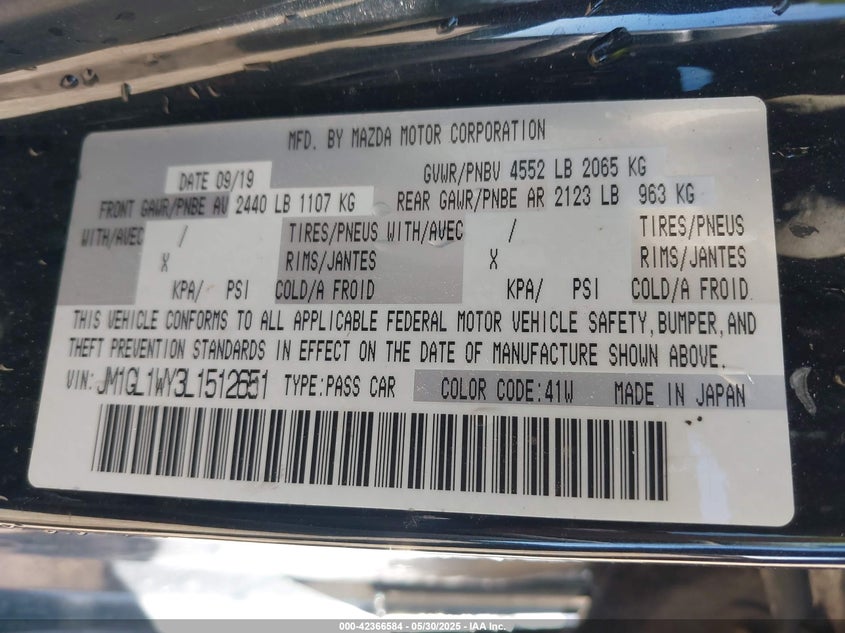 MFD. BY MAZDA MOTOR CORPORATION
DATE 09/19 GVWR/PNBV 4552 LB 2065 KG
FRONT GAWR/PNBE AV 2440 LB 1107 KG REAR GAWR/PNBE AR 2123 LB 963 KG
WITH/AVEC / TIRES/PNEUS WITH/AVEC / TIRES/PNEUS
X RIMS/JANTES X RIMS/JANTES
KPA/ PSI COLD/A FROID KPA/ PSI COLD/A FROID
THIS VEHICLE CONFORMS TO ALL APPLICABLE FEDERAL MOTOR VEHICLE SAFETY, BUMPER, AND
THEFT PREVENTION STANDARDS IN EFFECT ON THE DATE OF MANUFACTURE SHOWN ABOVE.
VIN: JM1GL1WY3L1512651 TYPE: PASS CAR COLOR CODE: 41W MADE IN JAPAN
000-42366584 - 05/30/2025 - IAA Inc.